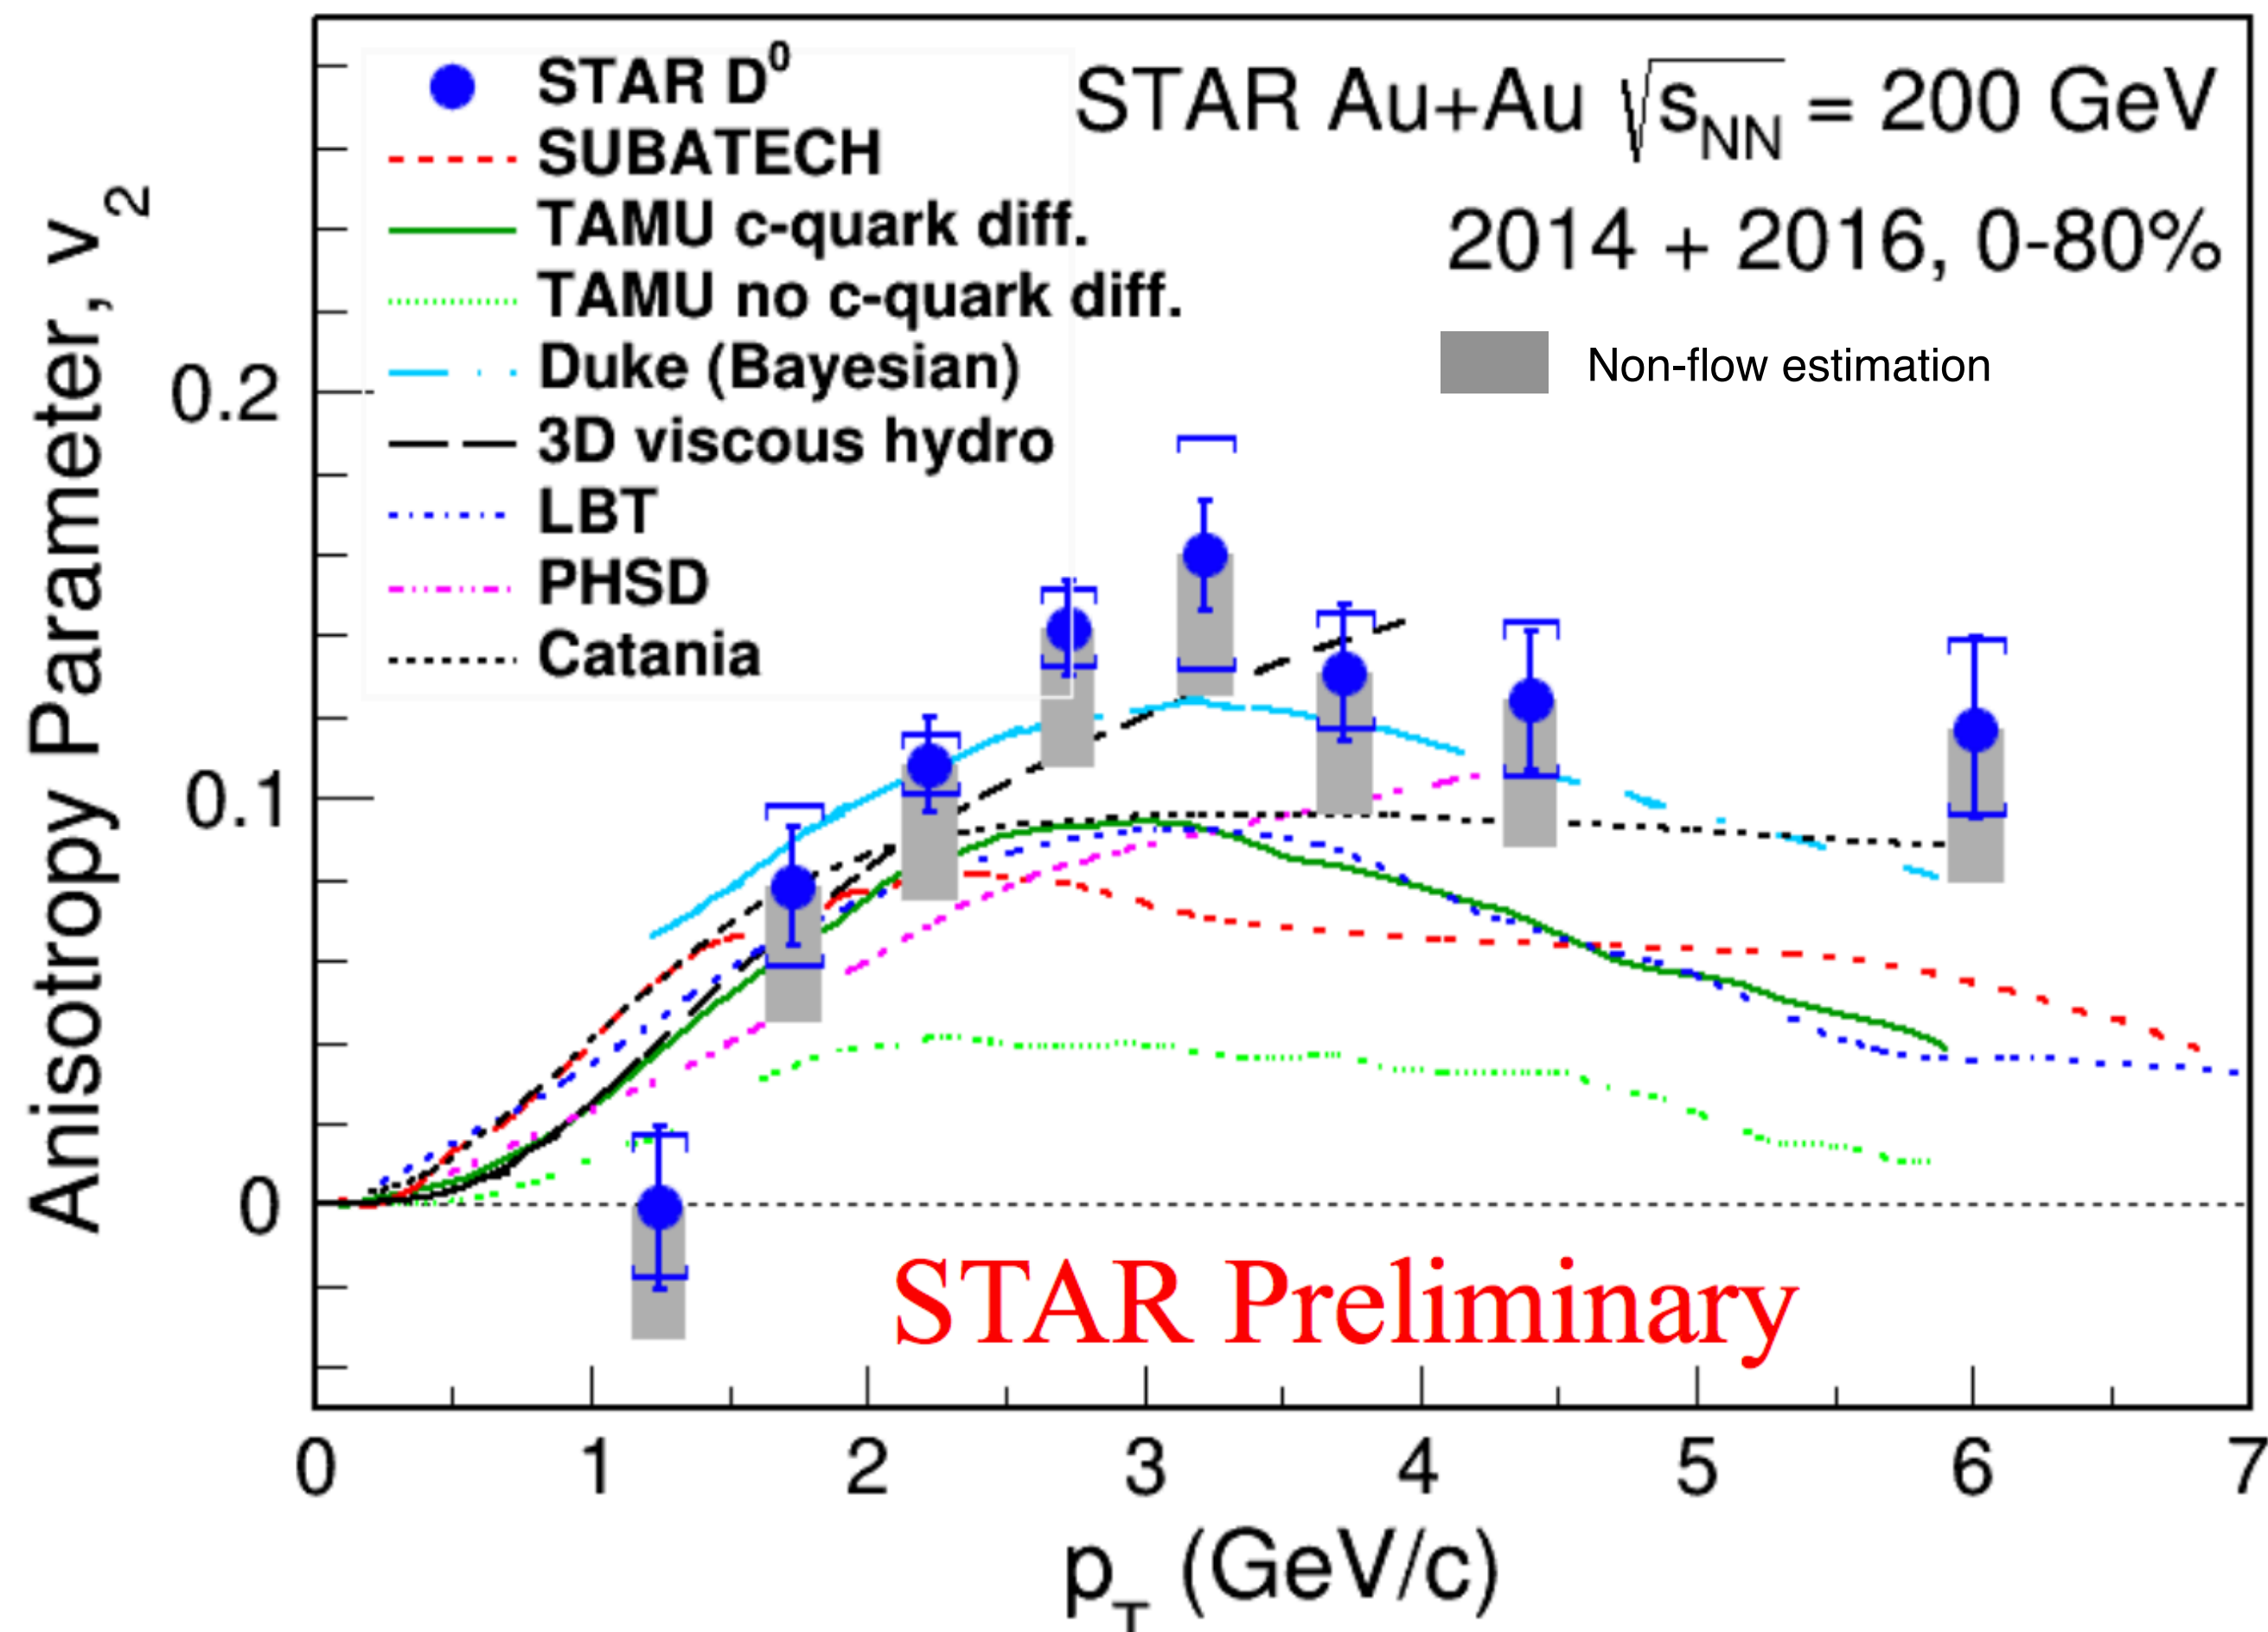 STAR D⁰
SUBATECH
TAMU c-quark diff.
TAMU no c-quark diff.
Duke (Bayesian)
3D viscous hydro
LBT
PHSD
Catania
STAR Au+Au √sNN = 200 GeV
2014 + 2016, 0-80%
Non-flow estimation
Anisotropy Parameter, v₂
0.2
0.1
0
STAR Preliminary
0 1 2 3 4 5 6 7
pT (GeV/c)